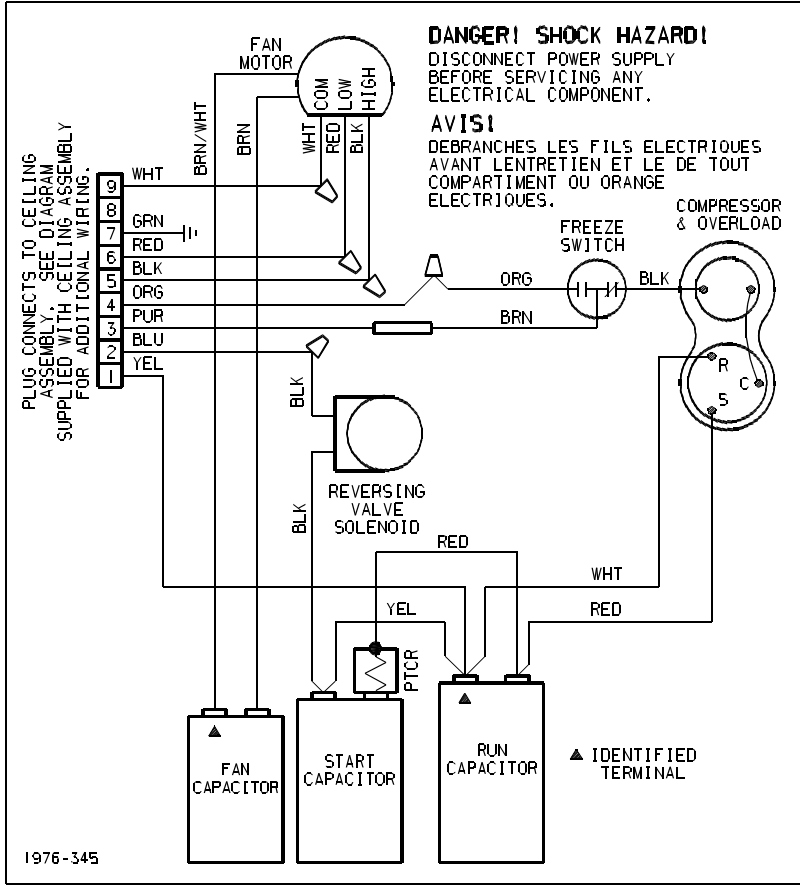 DANGER! SHOCK HAZARD!
DISCONNECT POWER SUPPLY
BEFORE SERVICING ANY
ELECTRICAL COMPONENT.
AVIS!
DEBRANCHES LES FILS ELECTRIQUES
AVANT LENTRETIEN ET LE DE TOUT
COMPARTIMENT OU ORANGE
ELECTRIQUES.
FAN
MOTOR
COM
LOW
HIGH
WHT
RED
BLK
BRN/WHT
BRN
PLUG CONNECTS TO CEILING
ASSEMBLY. SEE DIAGRAM
SUPPLIED WITH CEILING ASSEMBLY
FOR ADDITIONAL WIRING.
9 WHT
8
7 GRN
6 RED
5 BLK
4 ORG
3 PUR
2 BLU
1 YEL
FREEZE
SWITCH
COMPRESSOR
& OVERLOAD
ORG
BLK
BRN
R
C
S
BLK
REVERSING
VALVE
SOLENOID
BLK
RED
WHT
YEL
RED
PTCR
FAN
CAPACITOR
START
CAPACITOR
RUN
CAPACITOR
IDENTIFIED
TERMINAL
1976-345